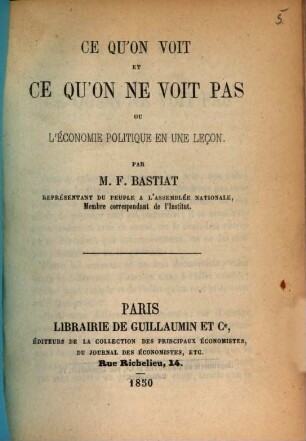 5.
CE QU'ON VOIT
ET
CE QU'ON NE VOIT PAS
OU
L'ÉCONOMIE POLITIQUE EN UNE LEÇON.
PAR
M. F. BASTIAT
REPRÉSENTANT DU PEUPLE A L'ASSEMBLÉE NATIONALE,
Membre correspondant de l'Institut.
PARIS
LIBRAIRIE DE GUILLAUMIN ET Cᵉ,
ÉDITEURS DE LA COLLECTION DES PRINCIPAUX ÉCONOMISTES,
DU JOURNAL DES ÉCONOMISTES, ETC.
Rue Richelieu, 14.
1850